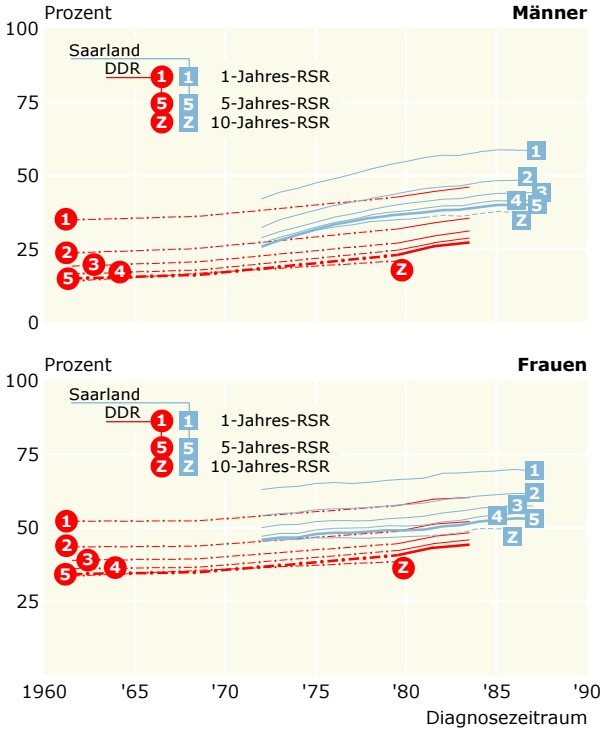 Prozent Männer
100
Saarland
DDR
1 1 1-Jahres-RSR
5 5 5-Jahres-RSR
Z Z 10-Jahres-RSR
75
50
25
0
1
2
3
4
5
Z
1
2
3
4
5
Z
Prozent Frauen
100
Saarland
DDR
1 1 1-Jahres-RSR
5 5 5-Jahres-RSR
Z Z 10-Jahres-RSR
75
50
25
1
2
3
4
5
Z
1
2
3
4
5
Z
1960 '65 '70 '75 '80 '85 '90
Diagnosezeitraum